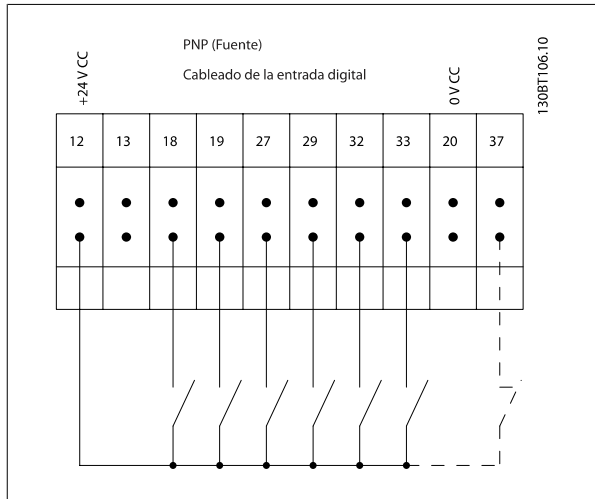 PNP (Fuente)
Cableado de la entrada digital
+24 V CC
0 V CC
130BT106.10
12 13 18 19 27 29 32 33 20 37